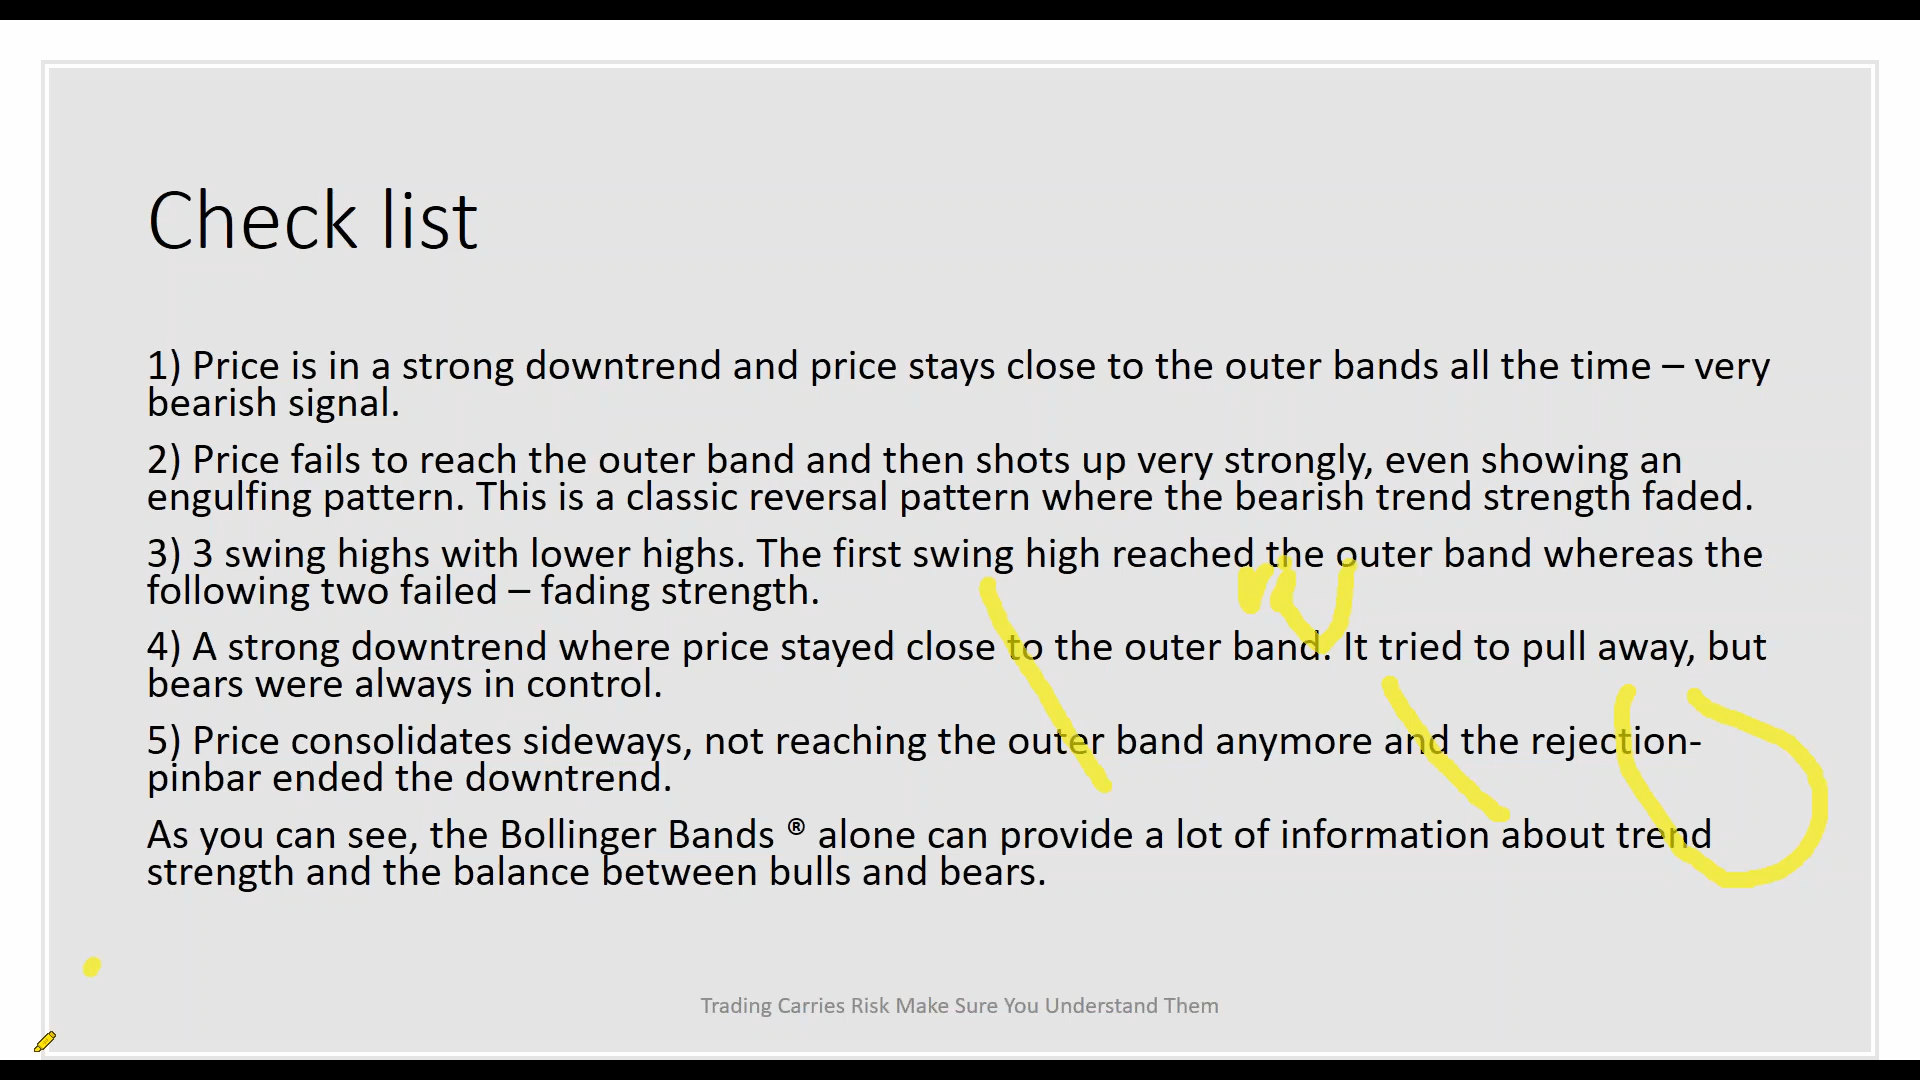 Check list
1) Price is in a strong downtrend and price stays close to the outer bands all the time – very
bearish signal.
2) Price fails to reach the outer band and then shots up very strongly, even showing an
engulfing pattern. This is a classic reversal pattern where the bearish trend strength faded.
3) 3 swing highs with lower highs. The first swing high reached the outer band whereas the
following two failed – fading strength.
4) A strong downtrend where price stayed close to the outer band. It tried to pull away, but
bears were always in control.
5) Price consolidates sideways, not reaching the outer band anymore and the rejection-
pinbar ended the downtrend.
As you can see, the Bollinger Bands ® alone can provide a lot of information about trend
strength and the balance between bulls and bears.
Trading Carries Risk Make Sure You Understand Them